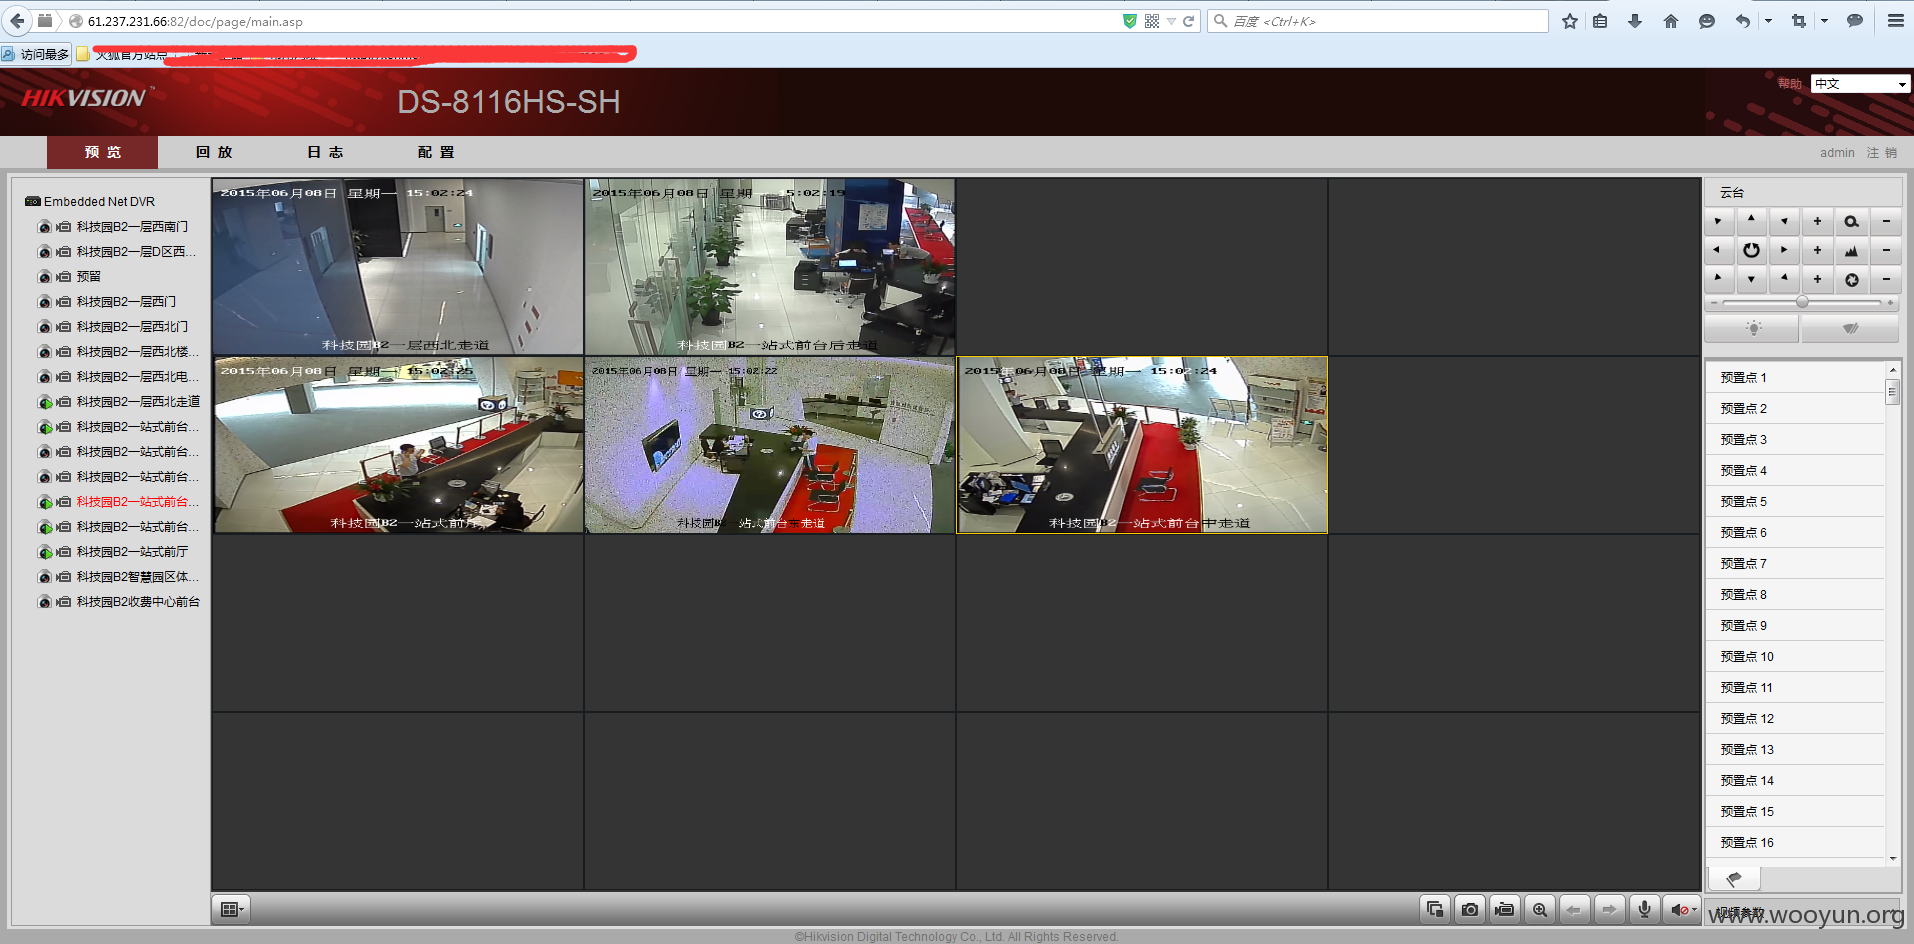 61.237.231.66:82/doc/page/main.asp
百度 <Ctrl+K>
访问最多
火狐官方站点
HIKVISION
DS-8116HS-SH
帮助
中文
预览
回放
日志
配置
admin
注销
Embedded Net DVR
科技园B2一层西南门
科技园B2一层D区西...
预留
科技园B2一层西门
科技园B2一层西北门
科技园B2一层西北楼...
科技园B2一层西北电...
科技园B2一层西北走道
科技园B2一站式前台...
科技园B2一站式前台...
科技园B2一站式前台...
科技园B2一站式前台...
科技园B2一站式前台...
科技园B2一站式前厅
科技园B2智慧园区体...
科技园B2收费中心前台
2015年06月08日 星期一 15:02:24
科技园B2一层西北走道
2015年06月08日 星期一 15:02:19
科技园B2一站式前台后走道
2015年06月08日 星期一 15:02:25
科技园B2一站式前厅
2015年06月08日 星期一 15:02:22
科技园B2一站式前台东走道
2015年06月08日 星期一 15:02:24
科技园B2一站式前台中走道
云台
预置点 1
预置点 2
预置点 3
预置点 4
预置点 5
预置点 6
预置点 7
预置点 8
预置点 9
预置点 10
预置点 11
预置点 12
预置点 13
预置点 14
预置点 15
预置点 16
视频参数
www.wooyun.org
©Hikvision Digital Technology Co., Ltd. All Rights Reserved.